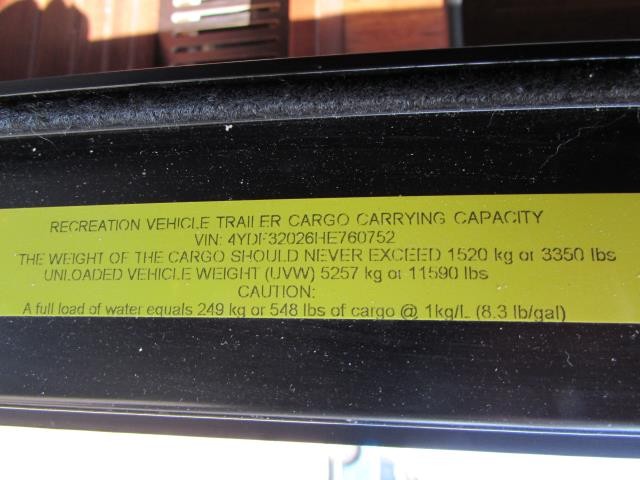 RECREATION VEHICLE TRAILER CARGO CARRYING CAPACITY
VIN: 4YDF32026HE760752
THE WEIGHT OF THE CARGO SHOULD NEVER EXCEED 1520 kg or 3350 lbs
UNLOADED VEHICLE WEIGHT (UVW) 5257 kg or 11590 lbs
CAUTION:
A full load of water equals 249 kg or 548 lbs of cargo @ 1kg/L (8.3 lb/gal)